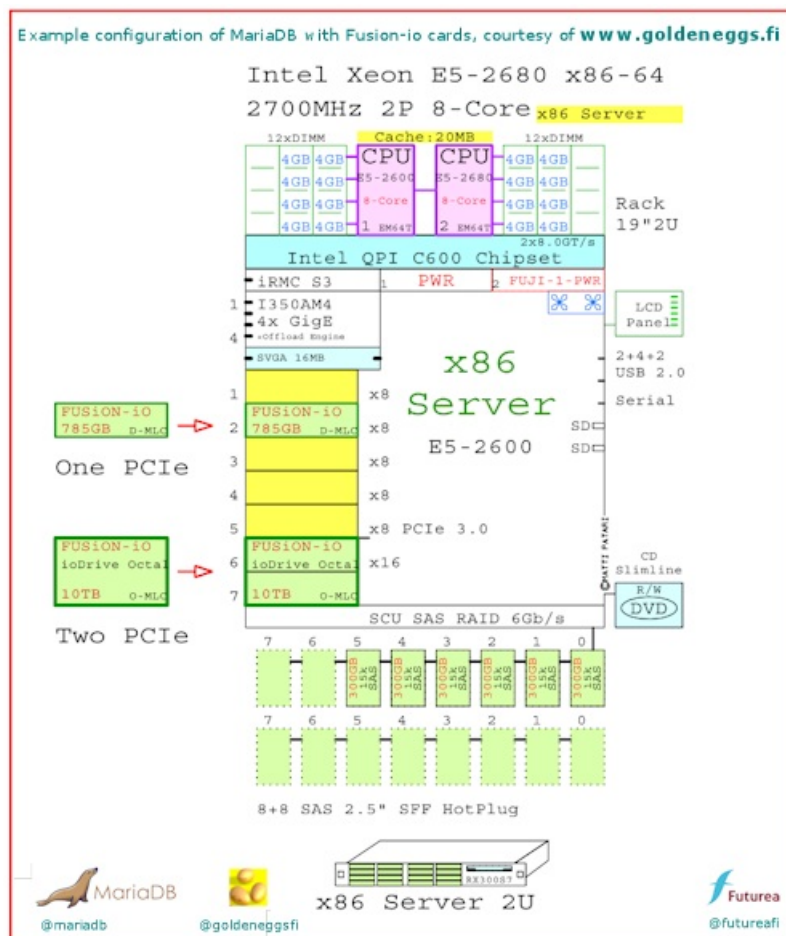 Example configuration of MariaDB with Fusion-io cards, courtesy of www.goldeneggs.fi
Intel Xeon E5-2680 x86-64
2700MHz 2P 8-Core x86 Server
12xDIMM Cache:20MB 12xDIMM
4GB 4GB CPU CPU 4GB 4GB
4GB 4GB E5-2600 E5-2680 4GB 4GB
4GB 4GB 8-Core 8-Core 4GB 4GB
4GB 4GB 1 EM64T 2 EM64T 4GB 4GB
Rack
19"2U
2x8.0GT/s
Intel QPI C600 Chipset
iRMC S3 1 PWR 2 FUJI-1-PWR
1 I350AM4
4x GigE
4 +Offload Engine
LCD
Panel
SVGA 16MB
x86
Server
E5-2600
2+4+2
USB 2.0
Serial
SD
SD
1 x8
FUSiON-iO
785GB D-MLC
One PCIe
FUSiON-iO
2 785GB D-MLC x8
3 x8
4 x8
5 x8 PCIe 3.0
FUSiON-iO
ioDrive Octal
10TB O-MLC
Two PCIe
FUSiON-iO
6 ioDrive Octal x16
7 10TB O-MLC
©MATTI PATARI
CD
Slimline
R/W
DVD
SCU SAS RAID 6Gb/s
7 6 5 4 3 2 1 0
300GB 15k SAS
300GB 15k SAS
300GB 15k SAS
300GB 15k SAS
300GB 15k SAS
300GB 15k SAS
7 6 5 4 3 2 1 0
8+8 SAS 2.5" SFF HotPlug
RX300S7
x86 Server 2U
MariaDB
@mariadb
@goldeneggsfi
Futurea
@futureafi